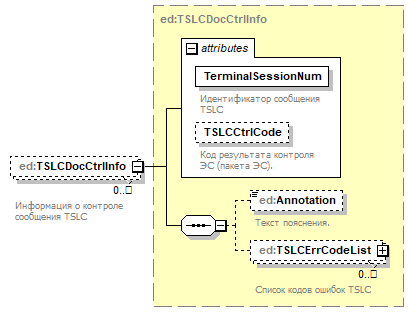 ed:TSLCDocCtrlInfo
attributes
TerminalSessionNum
Идентификатор сообщения
TSLC
TSLCCtrlCode
Код результата контроля
ЭС (пакета ЭС).
ed:TSLCDocCtrlInfo
0..□
Информация о контроле
сообщения TSLC
ed:Annotation
Текст пояснения.
ed:TSLCErrCodeList
0..□
Список кодов ошибок TSLC